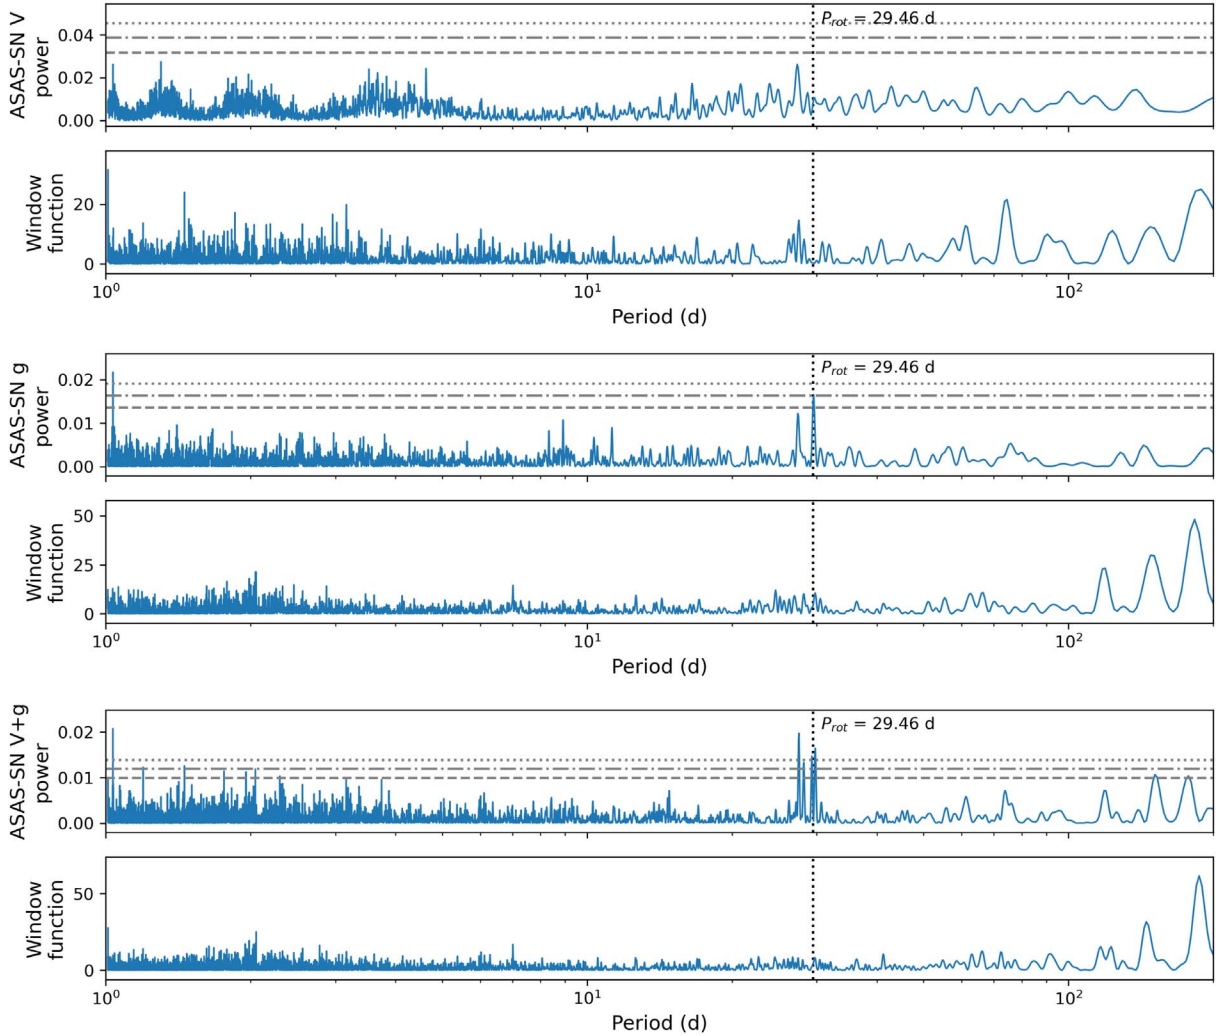 ASAS-SN V
power
0.04
0.02
0.00
P_rot = 29.46 d
Window
function
20
0
10^0
10^1
10^2
Period (d)
ASAS-SN g
power
0.02
0.01
0.00
P_rot = 29.46 d
Window
function
50
25
0
10^0
10^1
10^2
Period (d)
ASAS-SN V+g
power
0.02
0.01
0.00
P_rot = 29.46 d
Window
function
50
0
10^0
10^1
10^2
Period (d)